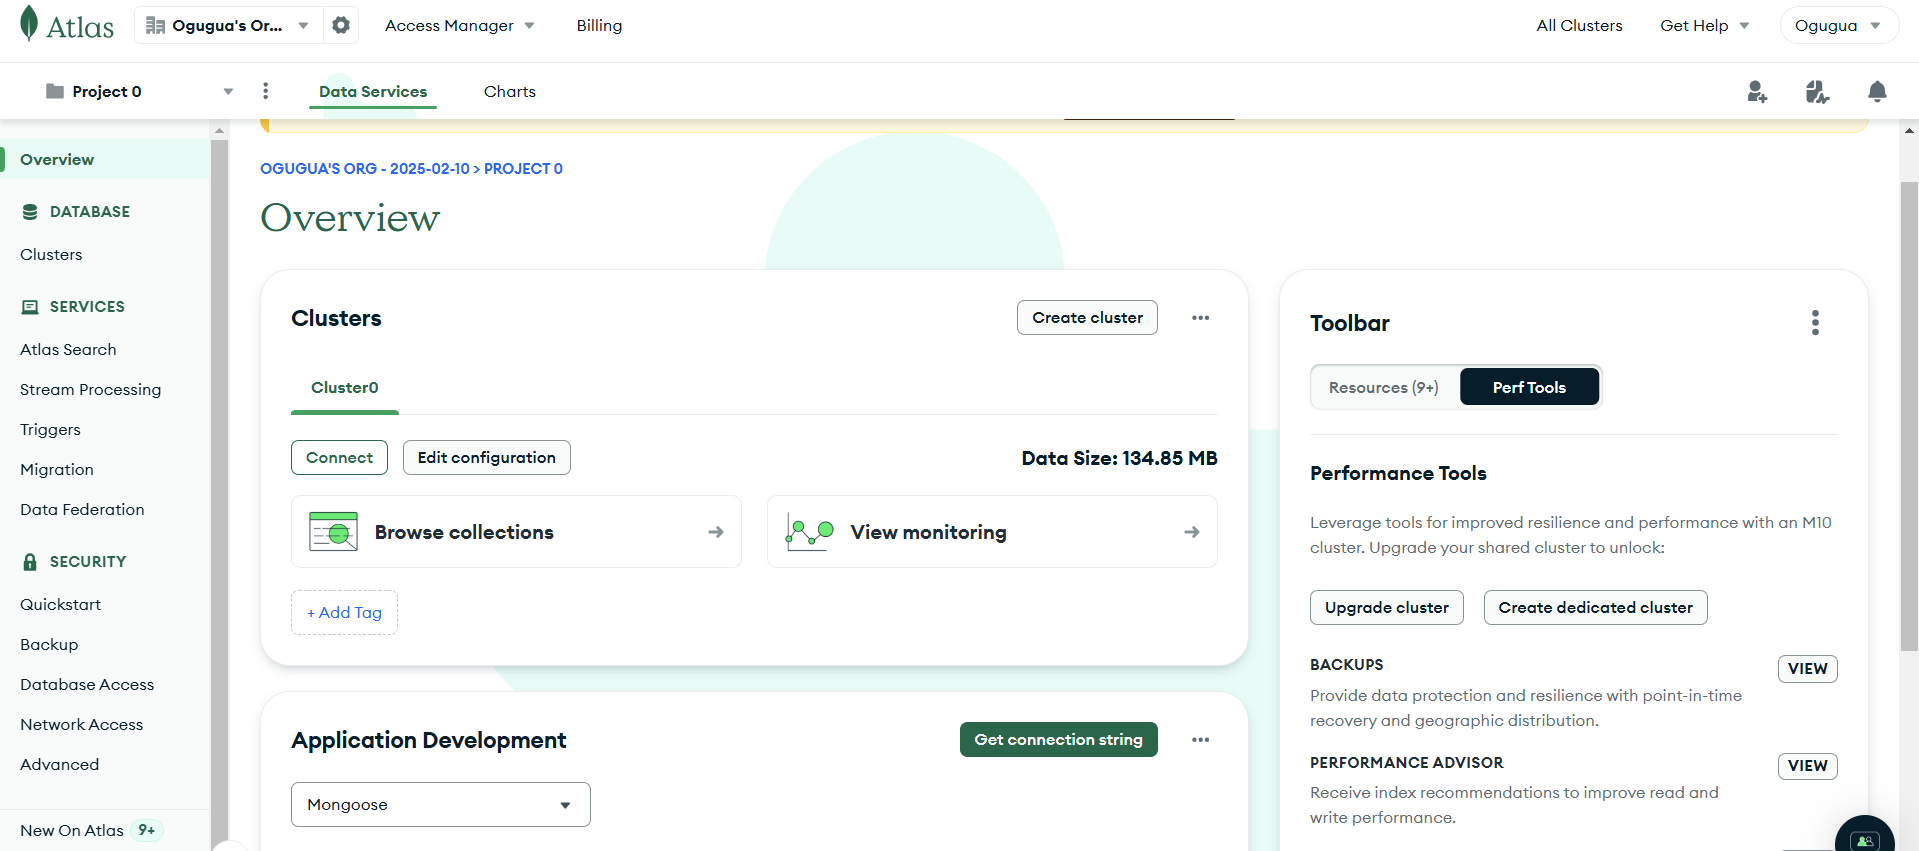 Atlas
Ogugua's Or...
Access Manager
Billing
All Clusters
Get Help
Ogugua
Project 0
Data Services
Charts
Overview
DATABASE
Clusters
SERVICES
Atlas Search
Stream Processing
Triggers
Migration
Data Federation
SECURITY
Quickstart
Backup
Database Access
Network Access
Advanced
New On Atlas 9+
OGUGUA'S ORG - 2025-02-10 > PROJECT 0
Overview
Clusters
Create cluster
Cluster0
Connect
Edit configuration
Data Size: 134.85 MB
Browse collections
View monitoring
+ Add Tag
Application Development
Get connection string
Mongoose
Toolbar
Resources (9+)
Perf Tools
Performance Tools
Leverage tools for improved resilience and performance with an M10
cluster. Upgrade your shared cluster to unlock:
Upgrade cluster
Create dedicated cluster
BACKUPS
VIEW
Provide data protection and resilience with point-in-time
recovery and geographic distribution.
PERFORMANCE ADVISOR
VIEW
Receive index recommendations to improve read and
write performance.